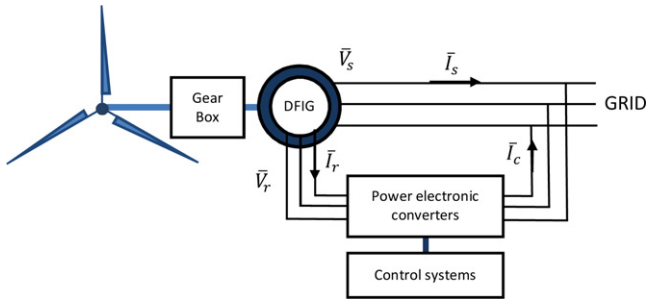 V̄s
Īs
Gear
Box
DFIG
GRID
V̄r
Īr
Īc
Power electronic
converters
Control systems